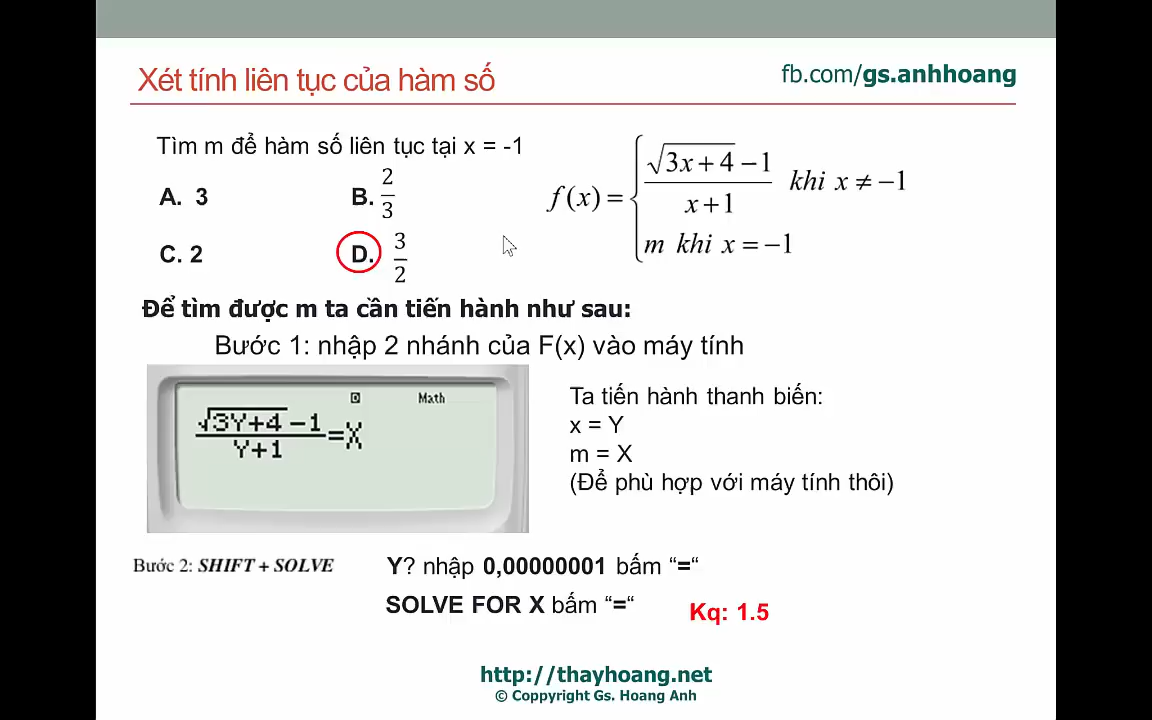 Xét tính liên tục của hàm số
fb.com/gs.anhhoang
Tìm m để hàm số liên tục tại x = -1
A. 3
B. 2/3
C. 2
D. 3/2
f(x) = { (√(3x+4) −1)/(x+1) khi x ≠ −1
m khi x = −1
Để tìm được m ta cần tiến hành như sau:
Bước 1: nhập 2 nhánh của F(x) vào máy tính
D Math
(√(3Y+4) −1)/(Y+1)=X
Ta tiến hành thanh biến:
x = Y
m = X
(Để phù hợp với máy tính thôi)
Bước 2: SHIFT + SOLVE
Y? nhập 0,00000001 bấm “=“
SOLVE FOR X bấm “=“
Kq: 1.5
http://thayhoang.net
© Coppyright Gs. Hoang Anh